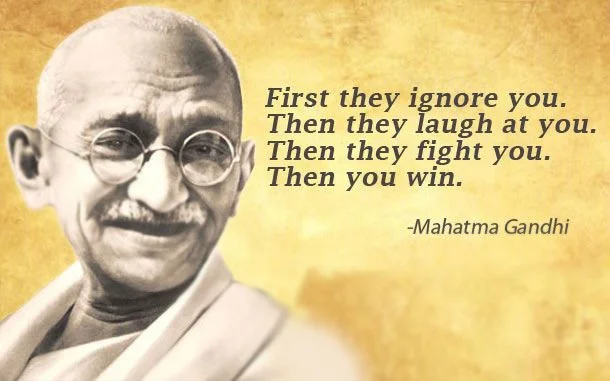 First they ignore you.
Then they laugh at you.
Then they fight you.
Then you win.
-Mahatma Gandhi